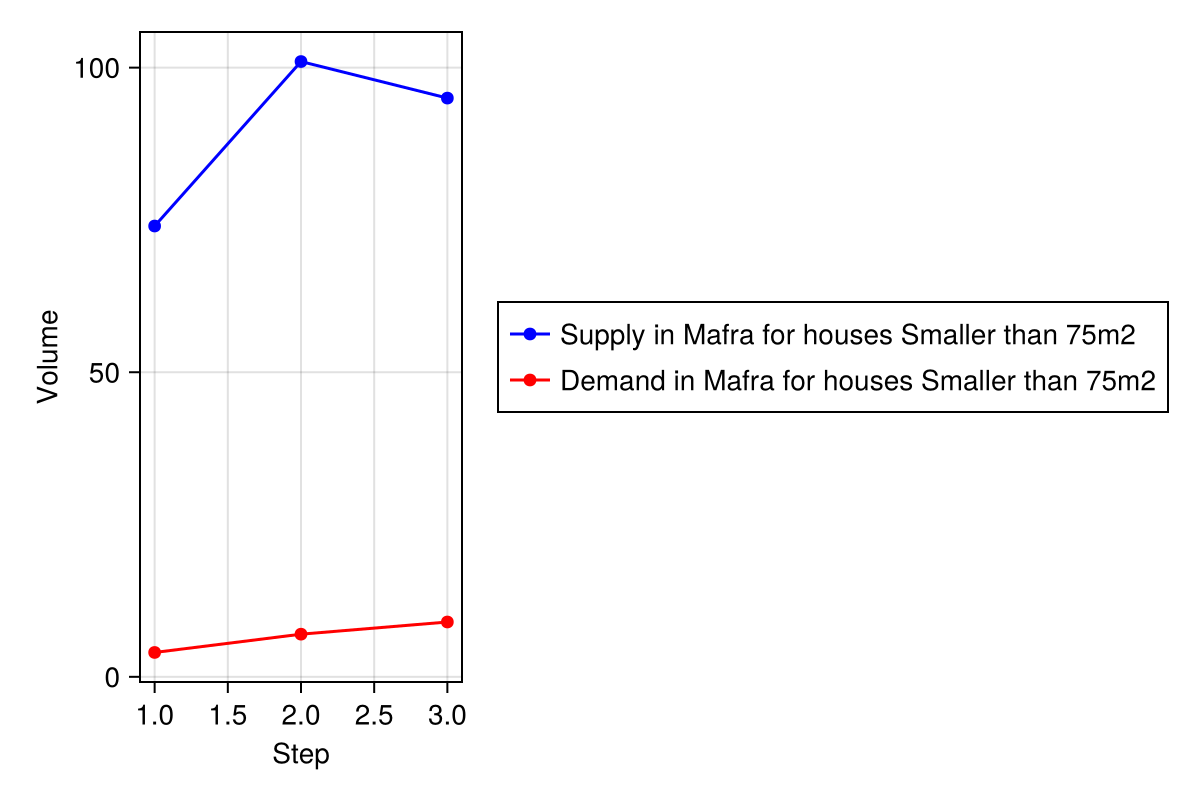 100
50
0
Volume
1.0 1.5 2.0 2.5 3.0
Step
Supply in Mafra for houses Smaller than 75m2
Demand in Mafra for houses Smaller than 75m2